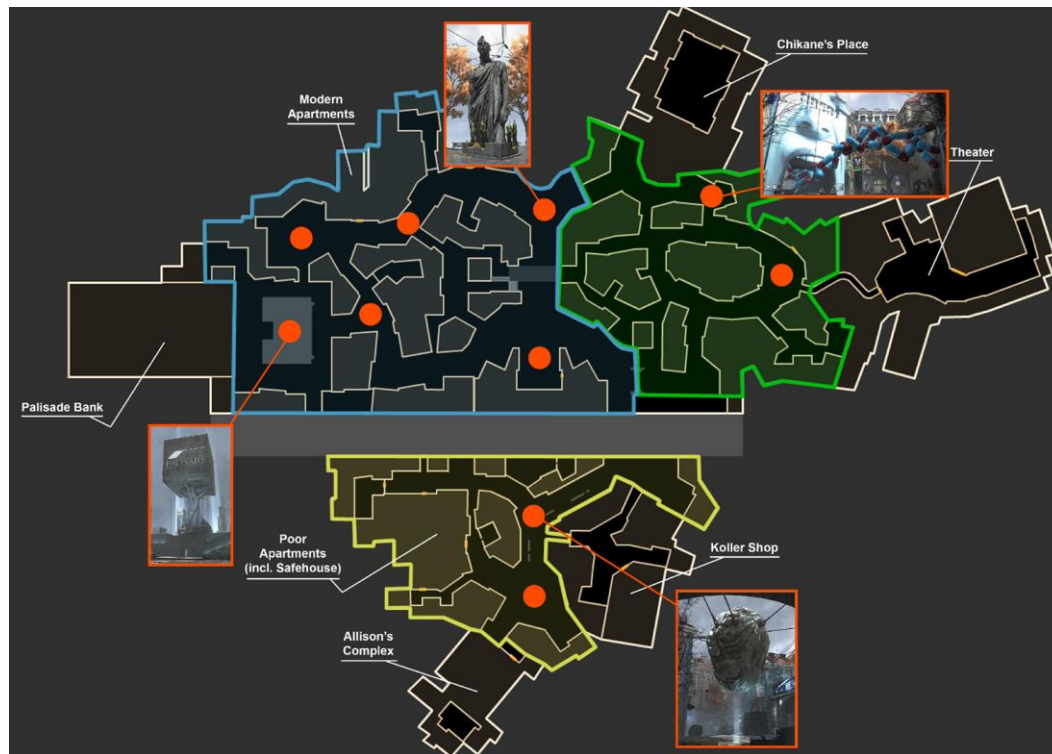 Chikane's Place
Modern
Apartments
Theater
Palisade Bank
Poor
Apartments
(incl. Safehouse)
Koller Shop
Allison's
Complex